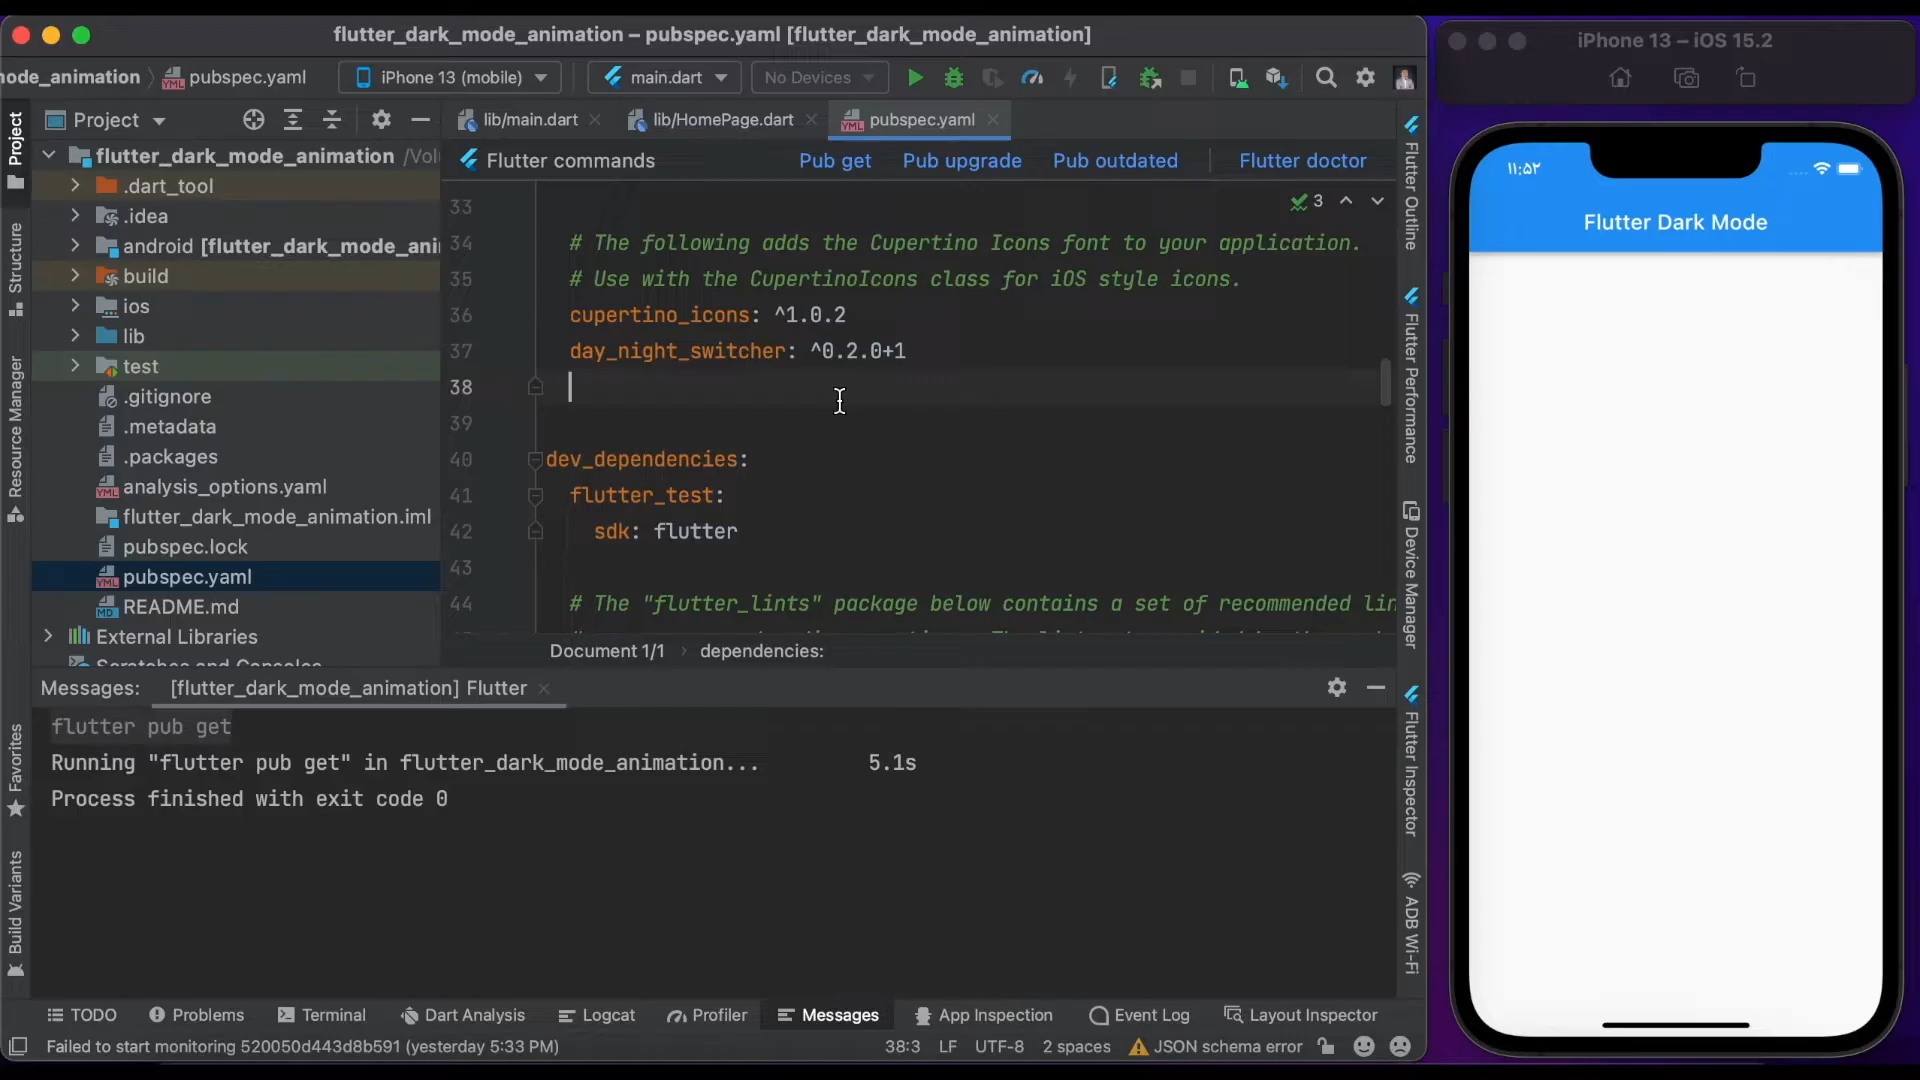 flutter_dark_mode_animation – pubspec.yaml [flutter_dark_mode_animation]
iPhone 13 – iOS 15.2
node_animation
pubspec.yaml
iPhone 13 (mobile)
main.dart
No Devices
Project
lib/main.dart
lib/HomePage.dart
pubspec.yaml
Flutter commands
Pub get
Pub upgrade
Pub outdated
Flutter doctor
flutter_dark_mode_animation /Vol
.dart_tool
.idea
android [flutter_dark_mode_ani
build
ios
lib
test
.gitignore
.metadata
.packages
analysis_options.yaml
flutter_dark_mode_animation.iml
pubspec.lock
pubspec.yaml
README.md
External Libraries
Scratches and Consoles
3
33
34 # The following adds the Cupertino Icons font to your application.
35 # Use with the CupertinoIcons class for iOS style icons.
36 cupertino_icons: ^1.0.2
37 day_night_switcher: ^0.2.0+1
38
39
40 dev_dependencies:
41 flutter_test:
42 sdk: flutter
43
44 # The "flutter_lints" package below contains a set of recommended lin
Document 1/1
dependencies:
Messages:
[flutter_dark_mode_animation] Flutter
flutter pub get
Running "flutter pub get" in flutter_dark_mode_animation... 5.1s
Process finished with exit code 0
Project
Structure
Resource Manager
Favorites
Build Variants
Flutter Outline
Flutter Performance
Device Manager
Flutter Inspector
ADB Wi-Fi
TODO
Problems
Terminal
Dart Analysis
Logcat
Profiler
Messages
App Inspection
Event Log
Layout Inspector
Failed to start monitoring 520050d443d8b591 (yesterday 5:33 PM)
38:3
LF
UTF-8
2 spaces
JSON schema error
۱۱:۵۲
Flutter Dark Mode